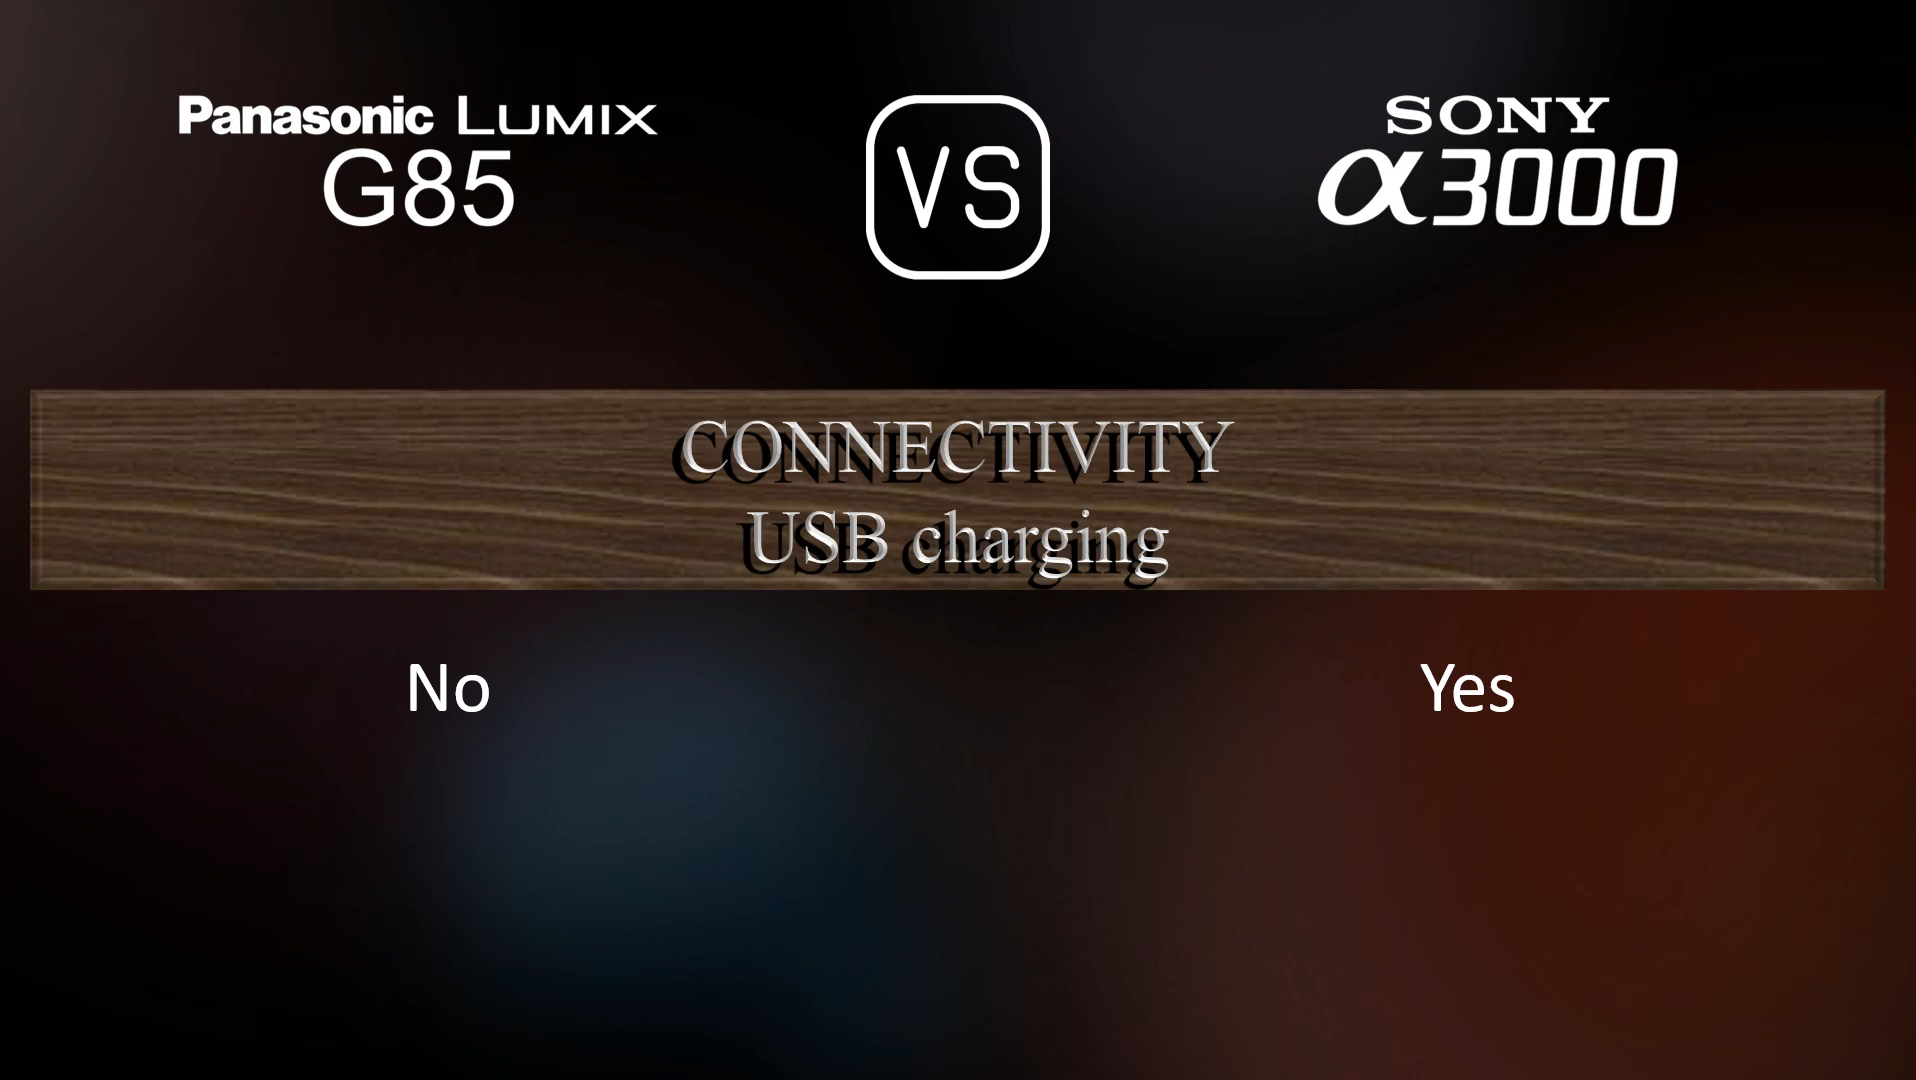 Panasonic LUMIX
G85
VS
SONY
α3000
CONNECTIVITY
USB charging
No
Yes